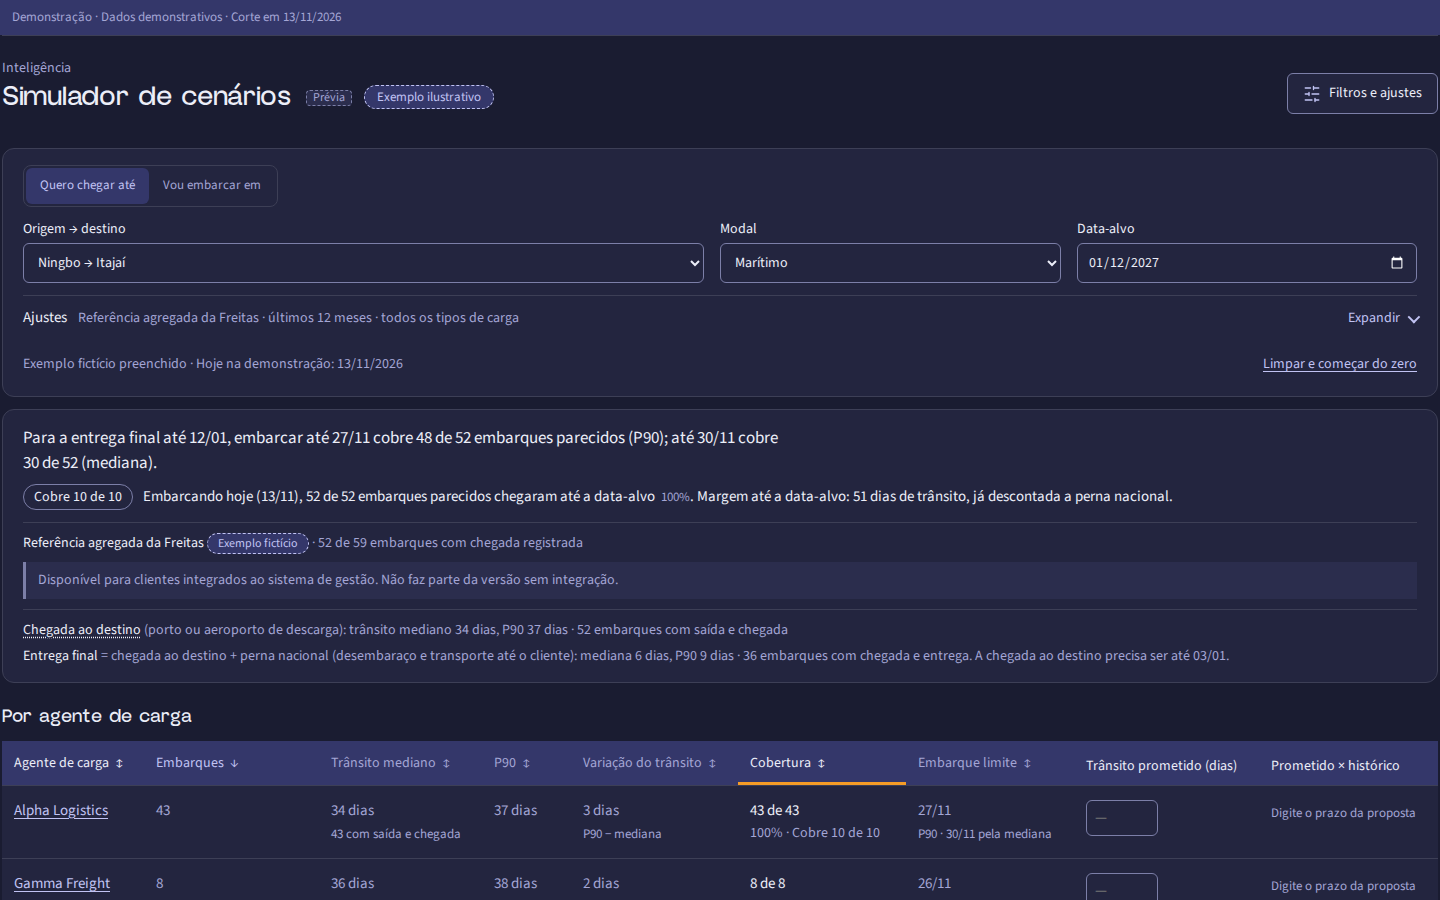 Demonstração · Dados demonstrativos · Corte em 13/11/2026
Inteligência
Simulador de cenários Prévia Exemplo ilustrativo
Filtros e ajustes
Quero chegar até Vou embarcar em
Origem → destino Modal Data-alvo
Ningbo → Itajaí Marítimo 01/12/2027
Ajustes Referência agregada da Freitas · últimos 12 meses · todos os tipos de carga Expandir
Exemplo fictício preenchido · Hoje na demonstração: 13/11/2026 Limpar e começar do zero
Para a entrega final até 12/01, embarcar até 27/11 cobre 48 de 52 embarques parecidos (P90); até 30/11 cobre
30 de 52 (mediana).
Cobre 10 de 10 Embarcando hoje (13/11), 52 de 52 embarques parecidos chegaram até a data-alvo 100%. Margem até a data-alvo: 51 dias de trânsito, já descontada a perna nacional.
Referência agregada da Freitas Exemplo fictício · 52 de 59 embarques com chegada registrada
Disponível para clientes integrados ao sistema de gestão. Não faz parte da versão sem integração.
Chegada ao destino (porto ou aeroporto de descarga): trânsito mediano 34 dias, P90 37 dias · 52 embarques com saída e chegada
Entrega final = chegada ao destino + perna nacional (desembaraço e transporte até o cliente): mediana 6 dias, P90 9 dias · 36 embarques com chegada e entrega. A chegada ao destino precisa ser até 03/01.
Por agente de carga
Agente de carga ↕ Embarques ↓ Trânsito mediano ↕ P90 ↕ Variação do trânsito ↕ Cobertura ↕ Embarque limite ↕ Trânsito prometido (dias) Prometido × histórico
Alpha Logistics 43 34 dias 37 dias 3 dias 43 de 43 27/11 — Digite o prazo da proposta
43 com saída e chegada P90 − mediana 100% · Cobre 10 de 10 P90 · 30/11 pela mediana
Gamma Freight 8 36 dias 38 dias 2 dias 8 de 8 26/11 — Digite o prazo da proposta